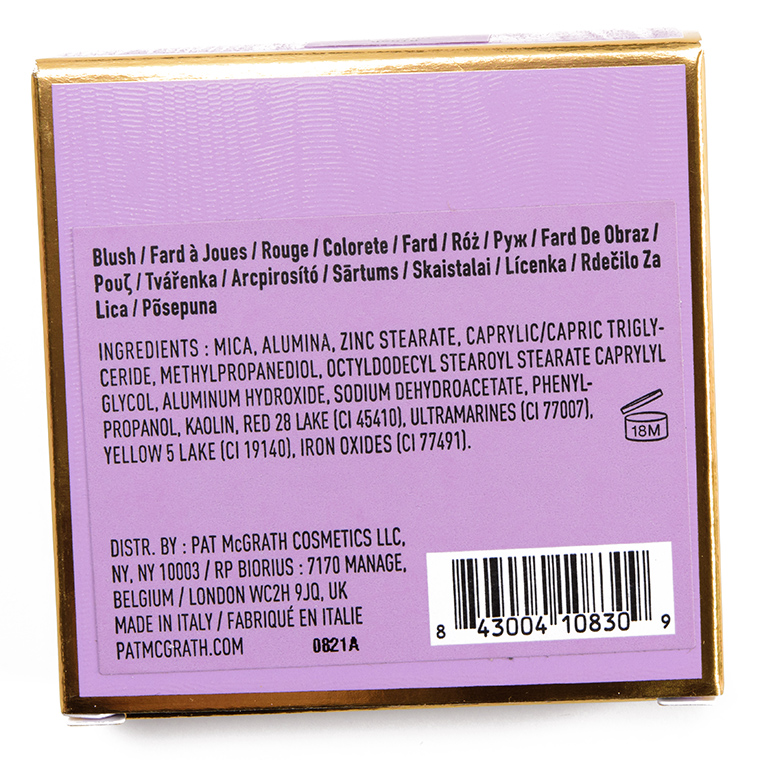 Blush / Fard à Joues / Rouge / Colorete / Fard / Róż / Руж / Fard De Obraz /
Ρουζ / Tvářenka / Arcpirosító / Sārtums / Skaistalai / Lícenka / Rdečilo Za
Lica / Põsepuna
INGREDIENTS : MICA, ALUMINA, ZINC STEARATE, CAPRYLIC/CAPRIC TRIGLY-
CERIDE, METHYLPROPANEDIOL, OCTYLDODECYL STEAROYL STEARATE CAPRYLYL
GLYCOL, ALUMINUM HYDROXIDE, SODIUM DEHYDROACETATE, PHENYL-
PROPANOL, KAOLIN, RED 28 LAKE (CI 45410), ULTRAMARINES (CI 77007),
YELLOW 5 LAKE (CI 19140), IRON OXIDES (CI 77491).
18M
DISTR. BY : PAT McGRATH COSMETICS LLC,
NY, NY 10003 / RP BIORIUS : 7170 MANAGE,
BELGIUM / LONDON WC2H 9JQ, UK
MADE IN ITALY / FABRIQUÉ EN ITALIE
PATMCGRATH.COM 0821A
8 43004 10830 9